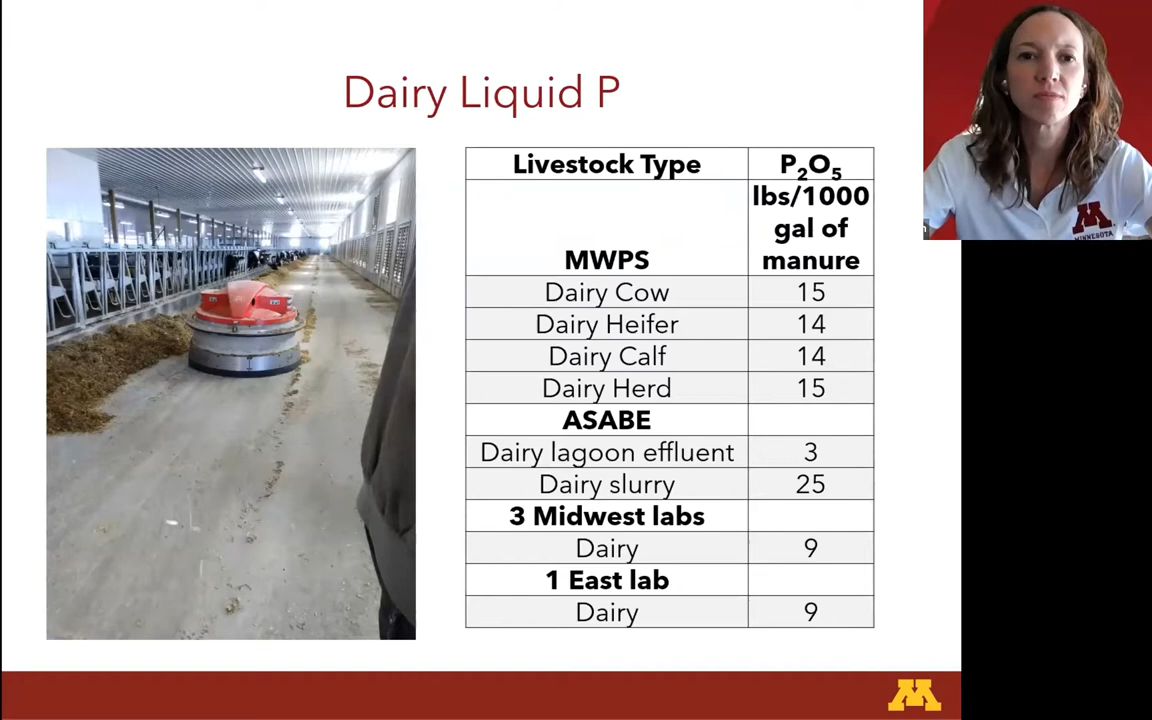 Dairy Liquid P
Livestock Type P₂O₅
MWPS lbs/1000 gal of manure
Dairy Cow 15
Dairy Heifer 14
Dairy Calf 14
Dairy Herd 15
ASABE
Dairy lagoon effluent 3
Dairy slurry 25
3 Midwest labs
Dairy 9
1 East lab
Dairy 9
M
MINNESOTA
M